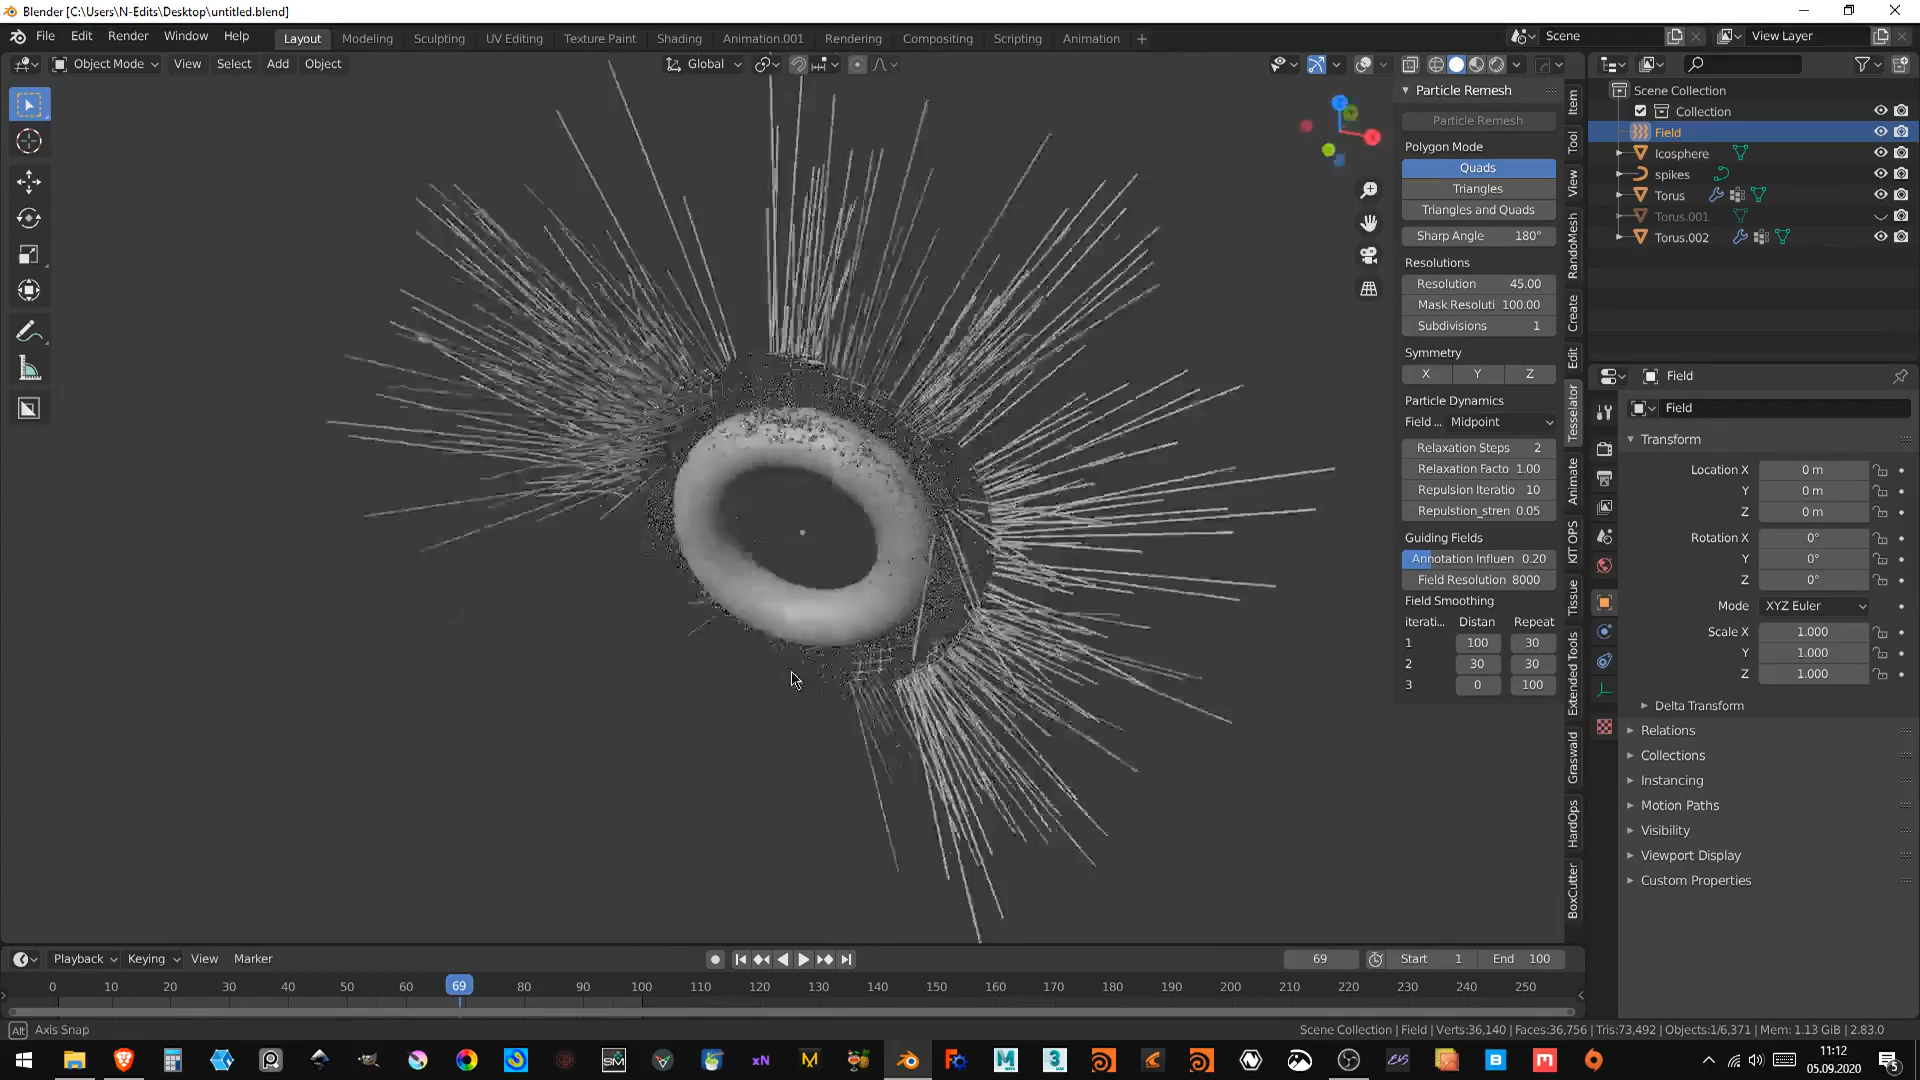 Blender [C:\Users\N-Edits\Desktop\untitled.blend]
File Edit Render Window Help Layout Modeling Sculpting UV Editing Texture Paint Shading Animation.001 Rendering Compositing Scripting Animation + Scene View Layer
Object Mode View Select Add Object Global
Particle Remesh
Particle Remesh
Polygon Mode
Quads
Triangles
Triangles and Quads
Sharp Angle 180°
Resolutions
Resolution 45.00
Mask Resoluti 100.00
Subdivisions 1
Symmetry
X Y Z
Particle Dynamics
Field ... Midpoint
Relaxation Steps 2
Relaxation Facto 1.00
Repulsion Iteratio 10
Repulstion_stren 0.05
Guiding Fields
Annotation Influen 0.20
Field Resolution 8000
Field Smoothing
iterati... Distan Repeat
1 100 30
2 30 30
3 0 100
Item
Tool
View
RandoMesh
Create
Edit
Tesselator
Animate
KIT OPS
Tissue
Extended Tools
Graswald
HardOps
BoxCutter
Scene Collection
Collection
Field
Icosphere
spikes
Torus
Torus.001
Torus.002
Field
Field
Transform
Location X 0 m
Y 0 m
Z 0 m
Rotation X 0°
Y 0°
Z 0°
Mode XYZ Euler
Scale X 1.000
Y 1.000
Z 1.000
Delta Transform
Relations
Collections
Instancing
Motion Paths
Visibility
Viewport Display
Custom Properties
Playback Keying View Marker 69 Start 1 End 100
0 10 20 30 40 50 60 69 80 90 100 110 120 130 140 150 160 170 180 190 200 210 220 230 240 250
Alt Axis Snap
Scene Collection | Field | Verts:36,140 | Faces:36,756 | Tris:73,492 | Objects:1/6,371 | Mem: 1.13 GiB | 2.83.0
SM xN M M 3 EVS B M
11:12
05.09.2020
5